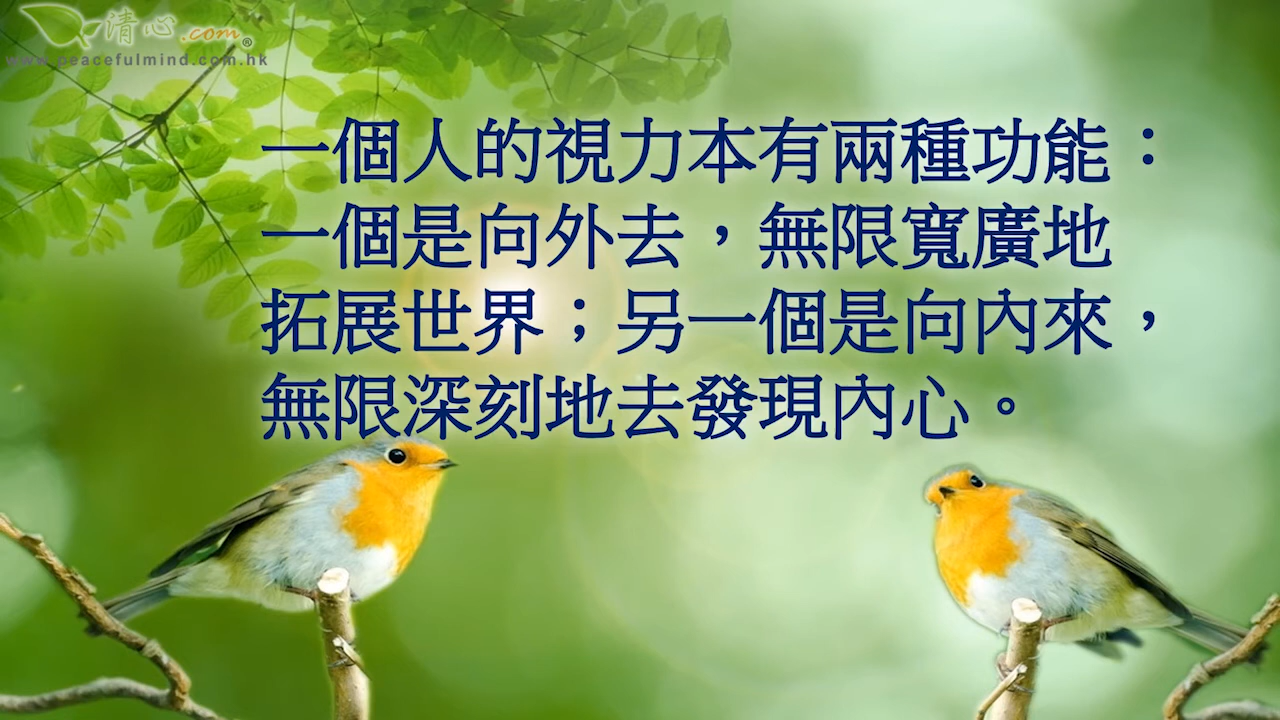 清心.com®
www.peacefulmind.com.hk
一個人的視力本有兩種功能：
一個是向外去，無限寬廣地
拓展世界；另一個是向內來，
無限深刻地去發現內心。